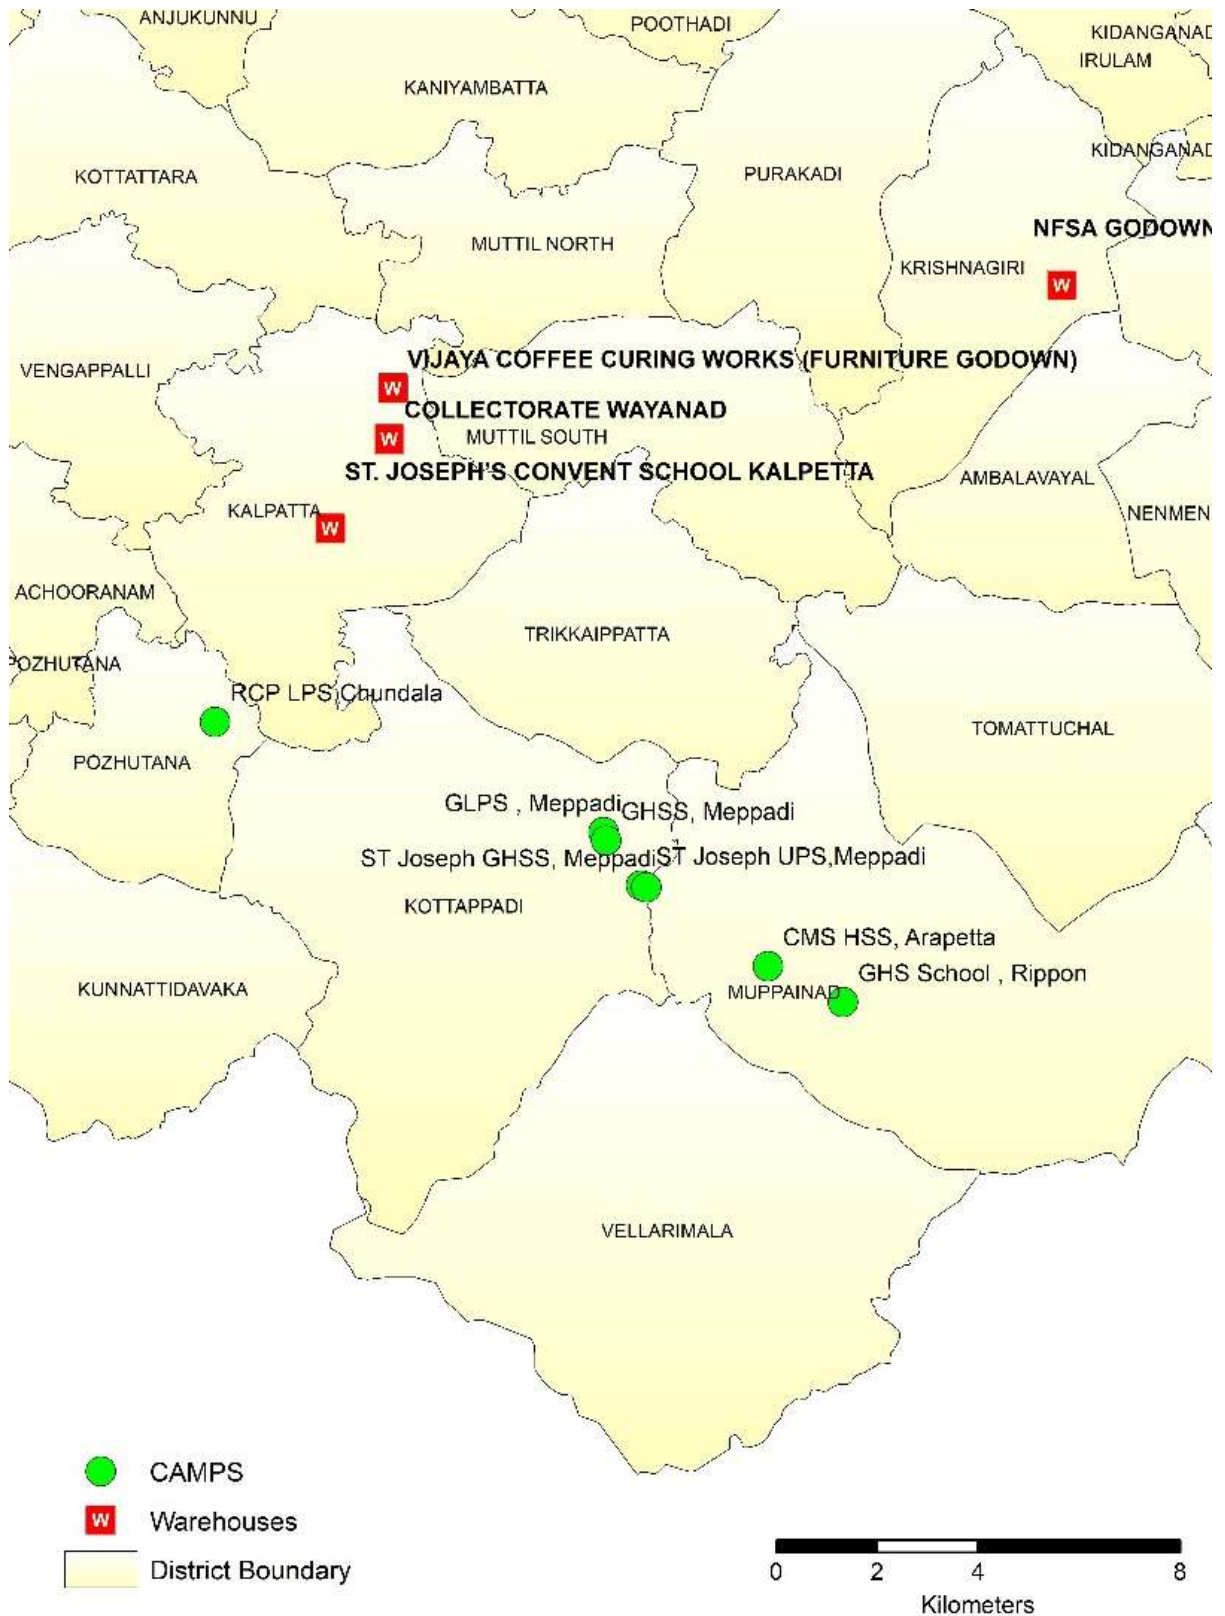 ANJUKUNNU
POOTHADI
KIDANGANAD
IRULAM
KANIYAMBATTA
KIDANGANAD
KOTTATTARA
PURAKADI
NFSA GODOWN
MUTTIL NORTH
KRISHNAGIRI
W
VENGAPPALLI
VIJAYA COFFEE CURING WORKS (FURNITURE GODOWN)
W
COLLECTORATE WAYANAD
W
MUTTIL SOUTH
ST. JOSEPH'S CONVENT SCHOOL KALPETTA
AMBALAVAYAL
KALPATTA
W
NENMEN
ACHOORANAM
TRIKKAIPPATTA
POZHUTANA
RCP LPS,Chundala
TOMATTUCHAL
POZHUTANA
GLPS , Meppadi
GHSS, Meppadi
ST Joseph GHSS, Meppadi
ST Joseph UPS,Meppadi
KOTTAPPADI
CMS HSS, Arapetta
GHS School , Rippon
KUNNATTIDAVAKA
MUPPAINAD
VELLARIMALA
CAMPS
W Warehouses
District Boundary
0 2 4 8
Kilometers